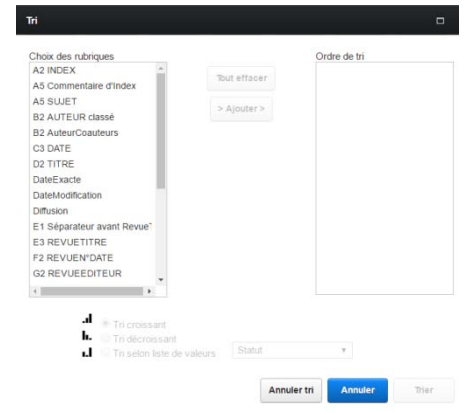 Tri
Choix des rubriques
Ordre de tri
A2 INDEX
A5 Commentaire d'Index
A5 SUJET
B2 AUTEUR classé
B2 AuteurCoauteurs
C3 DATE
D2 TITRE
DateExacte
DateModification
Diffusion
E1 Séparateur avant Revue
E3 REVUETITRE
F2 REVUEN°DATE
G2 REVUEEDITEUR
Tout effacer
> Ajouter >
Tri croissant
Tri décroissant
Tri selon liste de valeurs
Statut
Annuler tri
Annuler
Trier